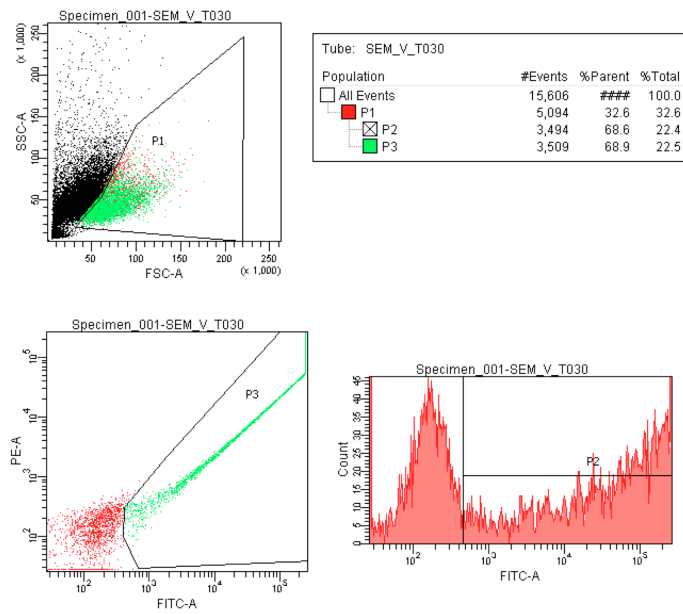 Specimen_001-SEM_V_T030
SSC-A
(x 1,000)
50 100 150 200 250
P1
50 100 150 200 250
FSC-A
(x 1,000)
Tube: SEM_V_T030
Population #Events %Parent %Total
All Events 15,606 #### 100.0
P1 5,094 32.6 32.6
P2 3,494 68.6 22.4
P3 3,509 68.9 22.5
Specimen_001-SEM_V_T030
PE-A
10^2 10^3 10^4 10^5
P3
10^2 10^3 10^4 10^5
FITC-A
Specimen_001-SEM_V_T030
Count
0 5 10 15 20 25 30 35 40 45
P2
10^2 10^3 10^4 10^5
FITC-A